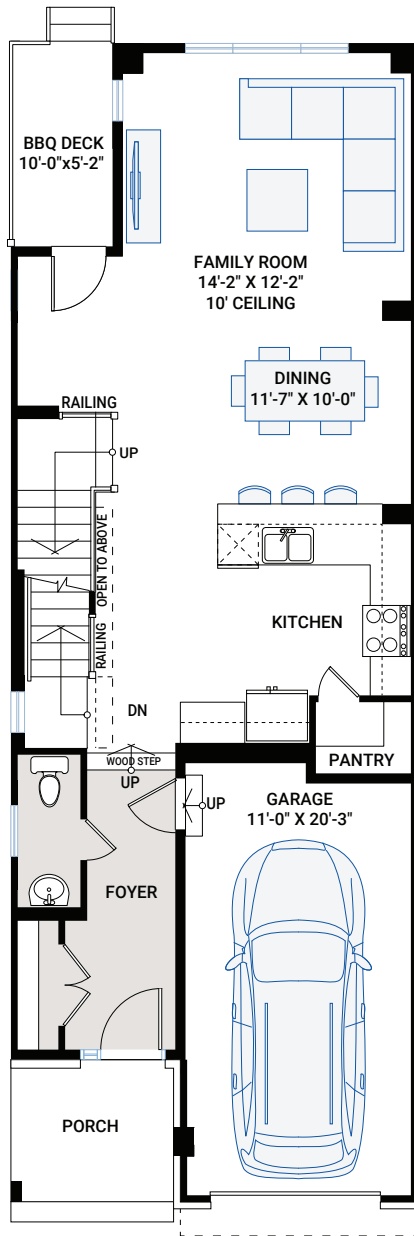 BBQ DECK
10'-0"x5'-2"
FAMILY ROOM
14'-2" X 12'-2"
10' CEILING
DINING
11'-7" X 10'-0"
RAILING
UP
OPEN TO ABOVE
KITCHEN
RAILING
DN
WOOD STEP
UP
PANTRY
UP
GARAGE
11'-0" X 20'-3"
FOYER
PORCH